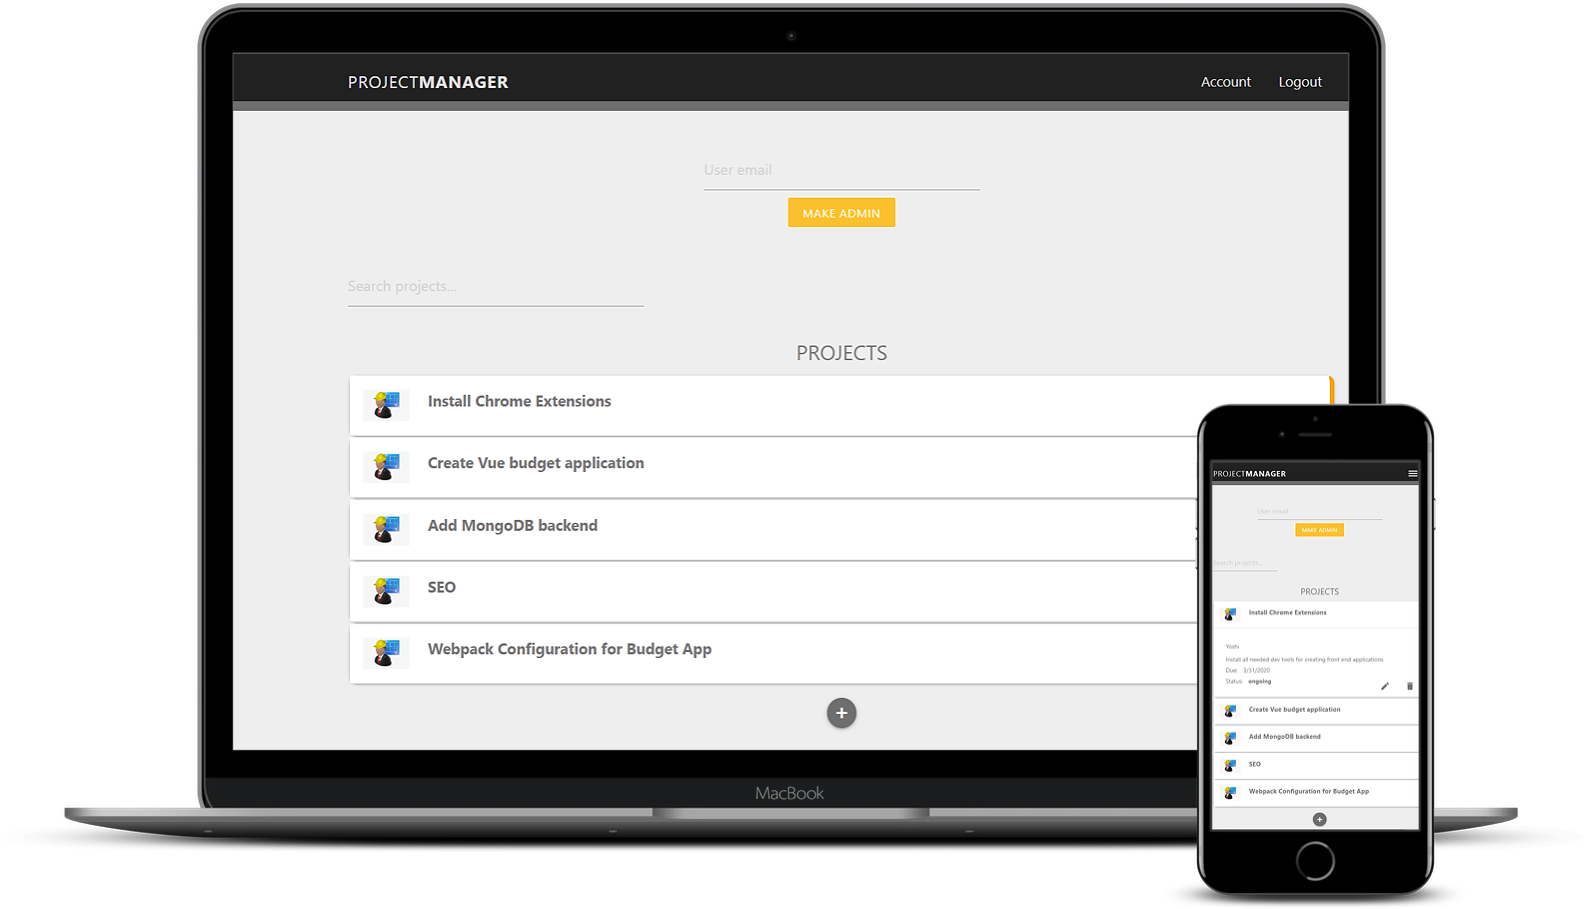 PROJECTMANAGER
Account
Logout
User email
MAKE ADMIN
Search projects...
PROJECTS
Install Chrome Extensions
Create Vue budget application
Add MongoDB backend
SEO
Webpack Configuration for Budget App
+
MacBook
PROJECTMANAGER
User email
MAKE ADMIN
Search projects...
PROJECTS
Install Chrome Extensions
Yoshi
Install all needed dev tools for creating front end applications
Due: 3/31/2020
Status: ongoing
Create Vue budget application
Add MongoDB backend
SEO
Webpack Configuration for Budget App
+